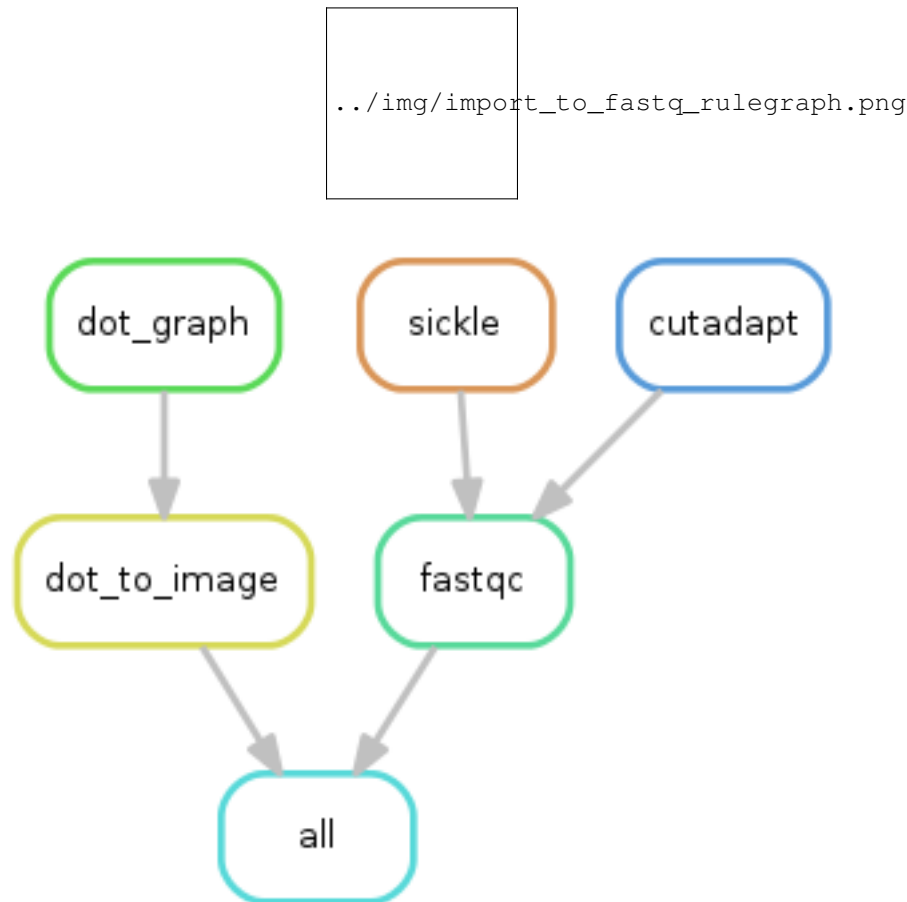 ../img/import_to_fastq_rulegraph.png
dot_graph
sickle
cutadapt
dot_to_image
fastqc
all